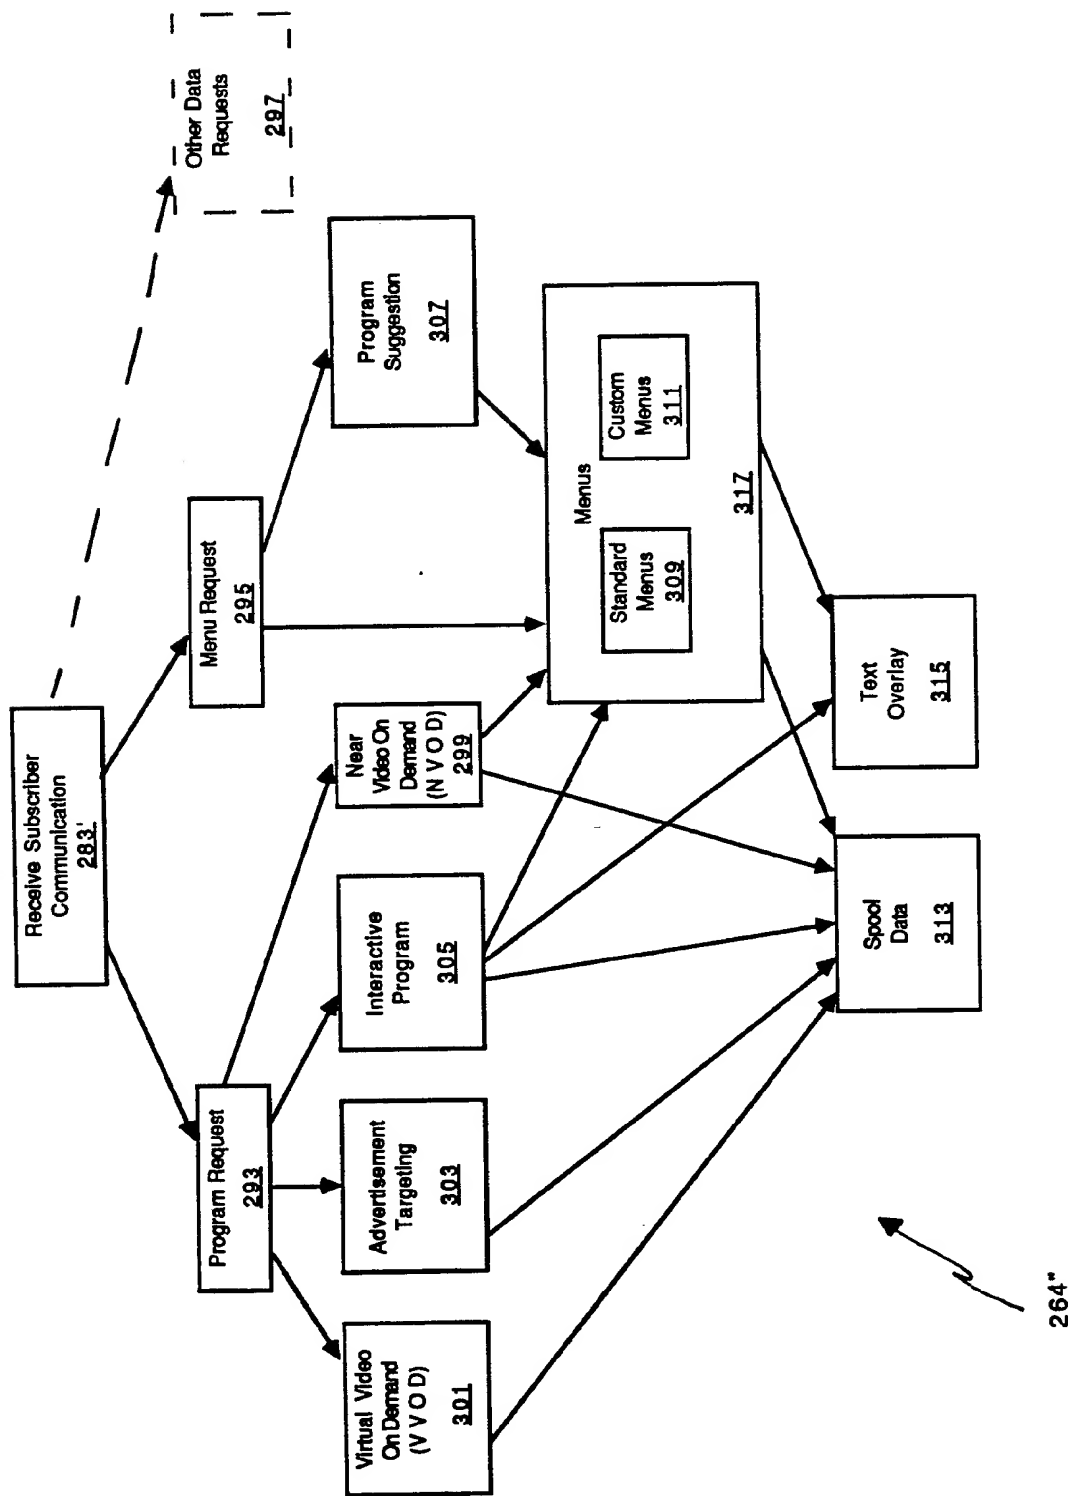 Receive Subscriber
Communication
283'
Other Data
Requests
297
Program Request
293
Menu Request
295
Virtual Video
On Demand
(V V O D)
301
Advertisement
Targeting
303
Interactive
Program
305
Near
Video On
Demand
(N V O D)
299
Program
Suggestion
307
Menus
Standard
Menus
309
Custom
Menus
311
317
Spool
Data
313
Text
Overlay
315
264"